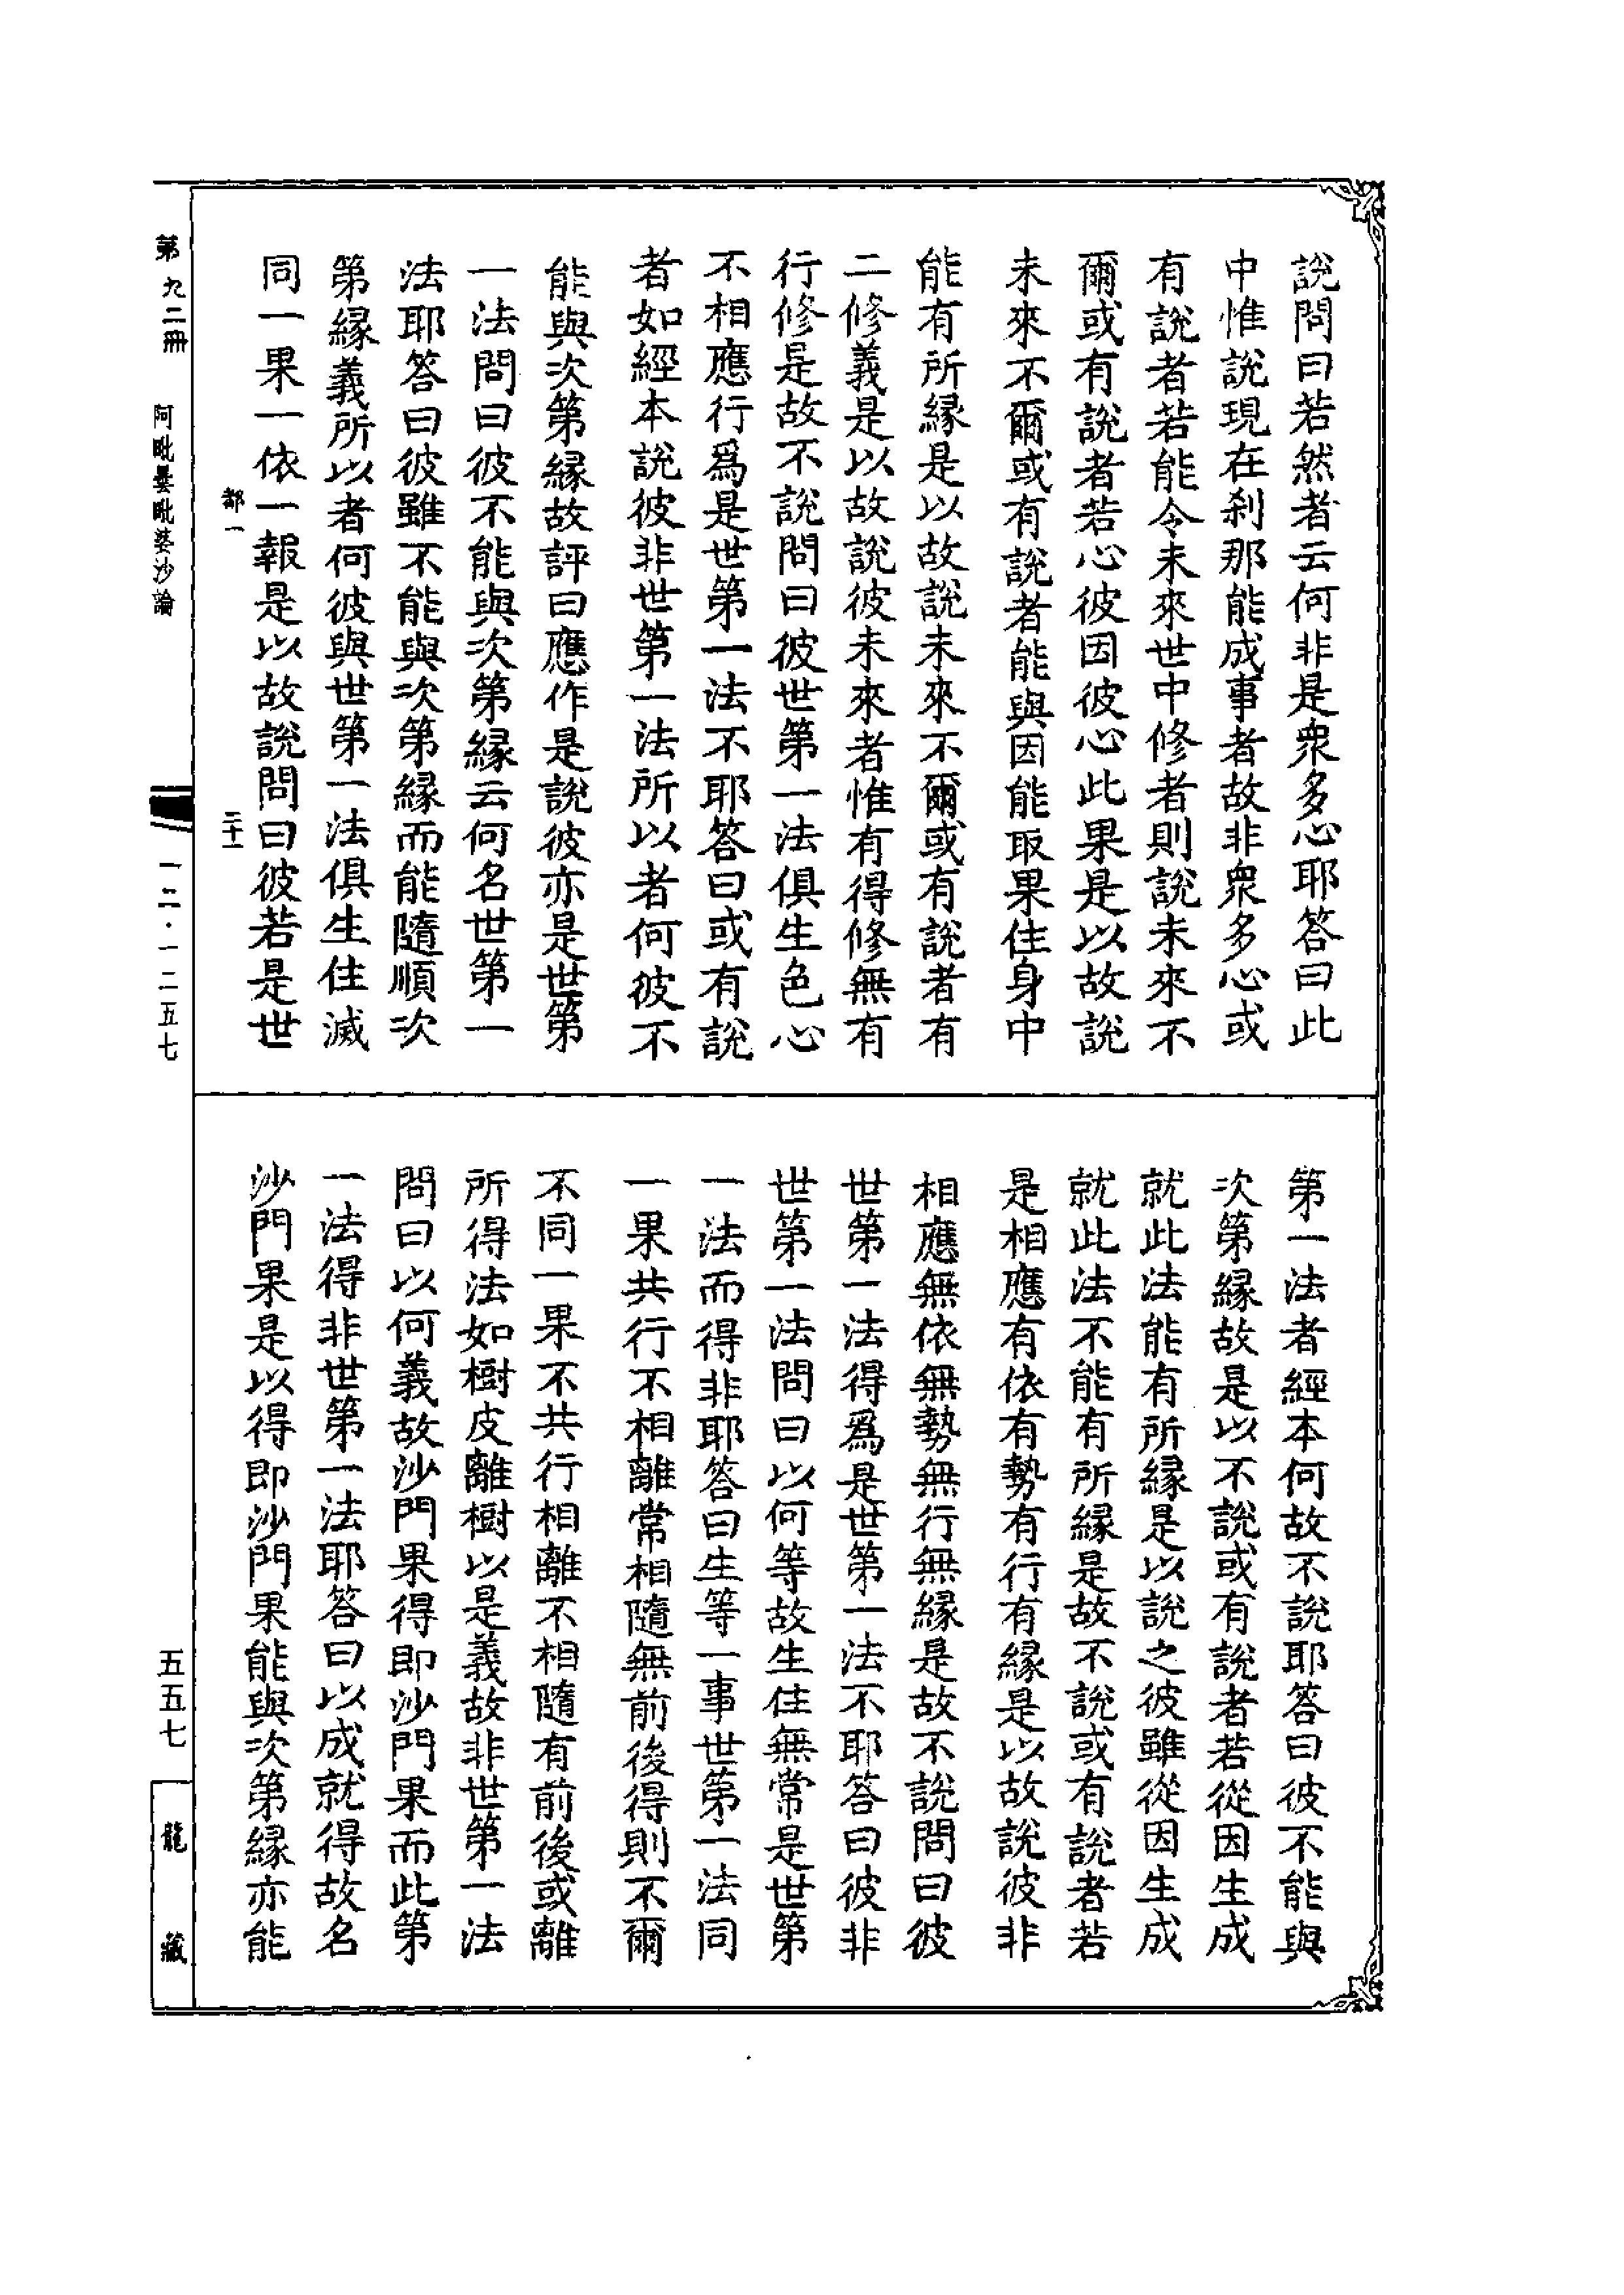 說問曰若然者云何非是衆多心耶答曰此
中惟說現在刹那能成事者故非衆多心或
有說者若能令未來世中修者則說未來不
爾或有說者若心彼因彼心此果是以故說
未來不爾或有說者能與因能取果住身中
能有所縁是以故說未來不爾或有說者有
二修義是以故說彼未來者惟有得修無有
行修是故不說問曰彼世第一法俱生色心
不相應行爲是世第一法不耶答曰或有說
者如經本說彼非世第一法所以者何彼不
能與次第縁故評曰應作是說彼亦是世第
一法問曰彼不能與次第縁云何名世第一
法耶答曰彼雖不能與次第縁而能隨順次
第縁義所以者何彼與世第一法俱生住滅
同一果一依一報是以故說問曰彼若是世
都一
二十一
第一法者經本何故不說耶答曰彼不能與
次第縁故是以不說或有說者若從因生成
就此法能有所縁是以說之彼雖從因生成
就此法不能有所縁是故不說或有說者若
是相應有依有勢有行有縁是以故說彼非
相應無依無勢無行無縁是故不說問曰彼
世第一法得爲是世第一法不耶答曰彼非
世第一法問曰以何等故生住無常是世第
一法而得非耶答曰生等一事世第一法同
一果共行不相離常相隨無前後得則不爾
不同一果不共行相離不相隨有前後或離
所得法如樹皮離樹以是義故非世第一法
問曰以何義故沙門果得即沙門果而此第
一法得非世第一法耶答曰以成就得故名
沙門果是以得即沙門果能與次第縁亦能
第九二冊
阿毗曇毗婆沙論
一二·一二五七
五五七
龍藏